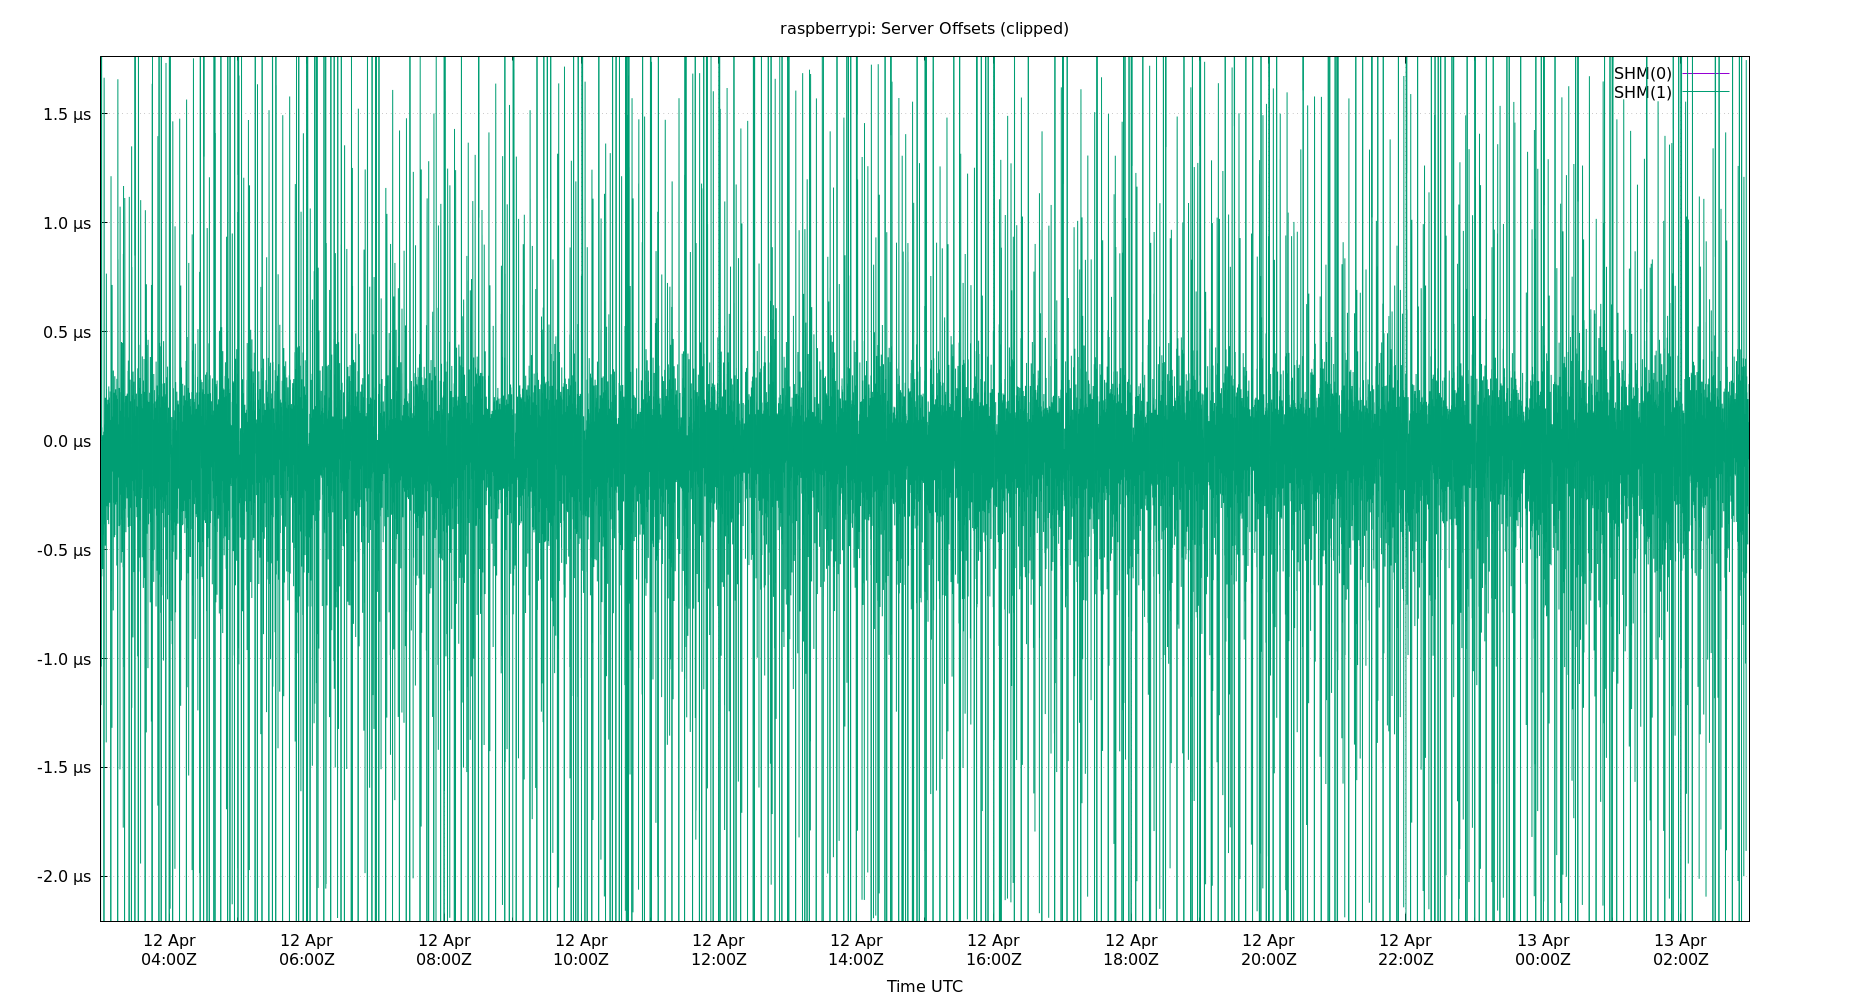 raspberrypi: Server Offsets (clipped)
SHM(0)
SHM(1)
1.5 µs
1.0 µs
0.5 µs
0.0 µs
-0.5 µs
-1.0 µs
-1.5 µs
-2.0 µs
12 Apr 12 Apr 12 Apr 12 Apr 12 Apr 12 Apr 12 Apr 12 Apr 12 Apr 12 Apr 13 Apr 13 Apr
04:00Z 06:00Z 08:00Z 10:00Z 12:00Z 14:00Z 16:00Z 18:00Z 20:00Z 22:00Z 00:00Z 02:00Z
Time UTC